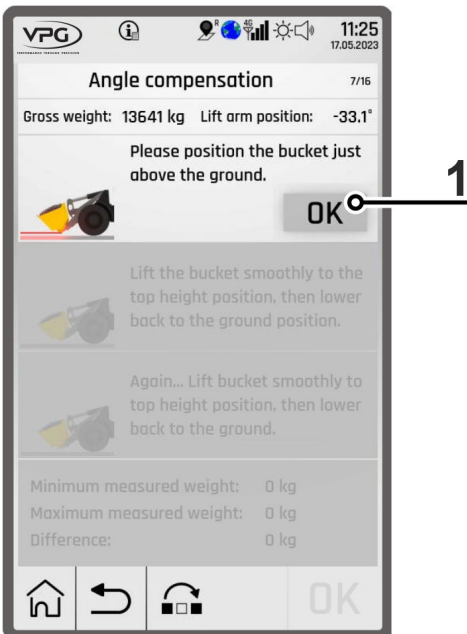 VPG
11:25
17.05.2023
R
4G
Angle compensation
7/16
Gross weight: 13641 kg Lift arm position: -33.1°
Please position the bucket just
above the ground.
OK
1
Lift the bucket smoothly to the
top height position, then lower
back to the ground position.
Again... Lift bucket smoothly to
top height position, then lower
back to the ground.
Minimum measured weight: 0 kg
Maximum measured weight: 0 kg
Difference: 0 kg
OK